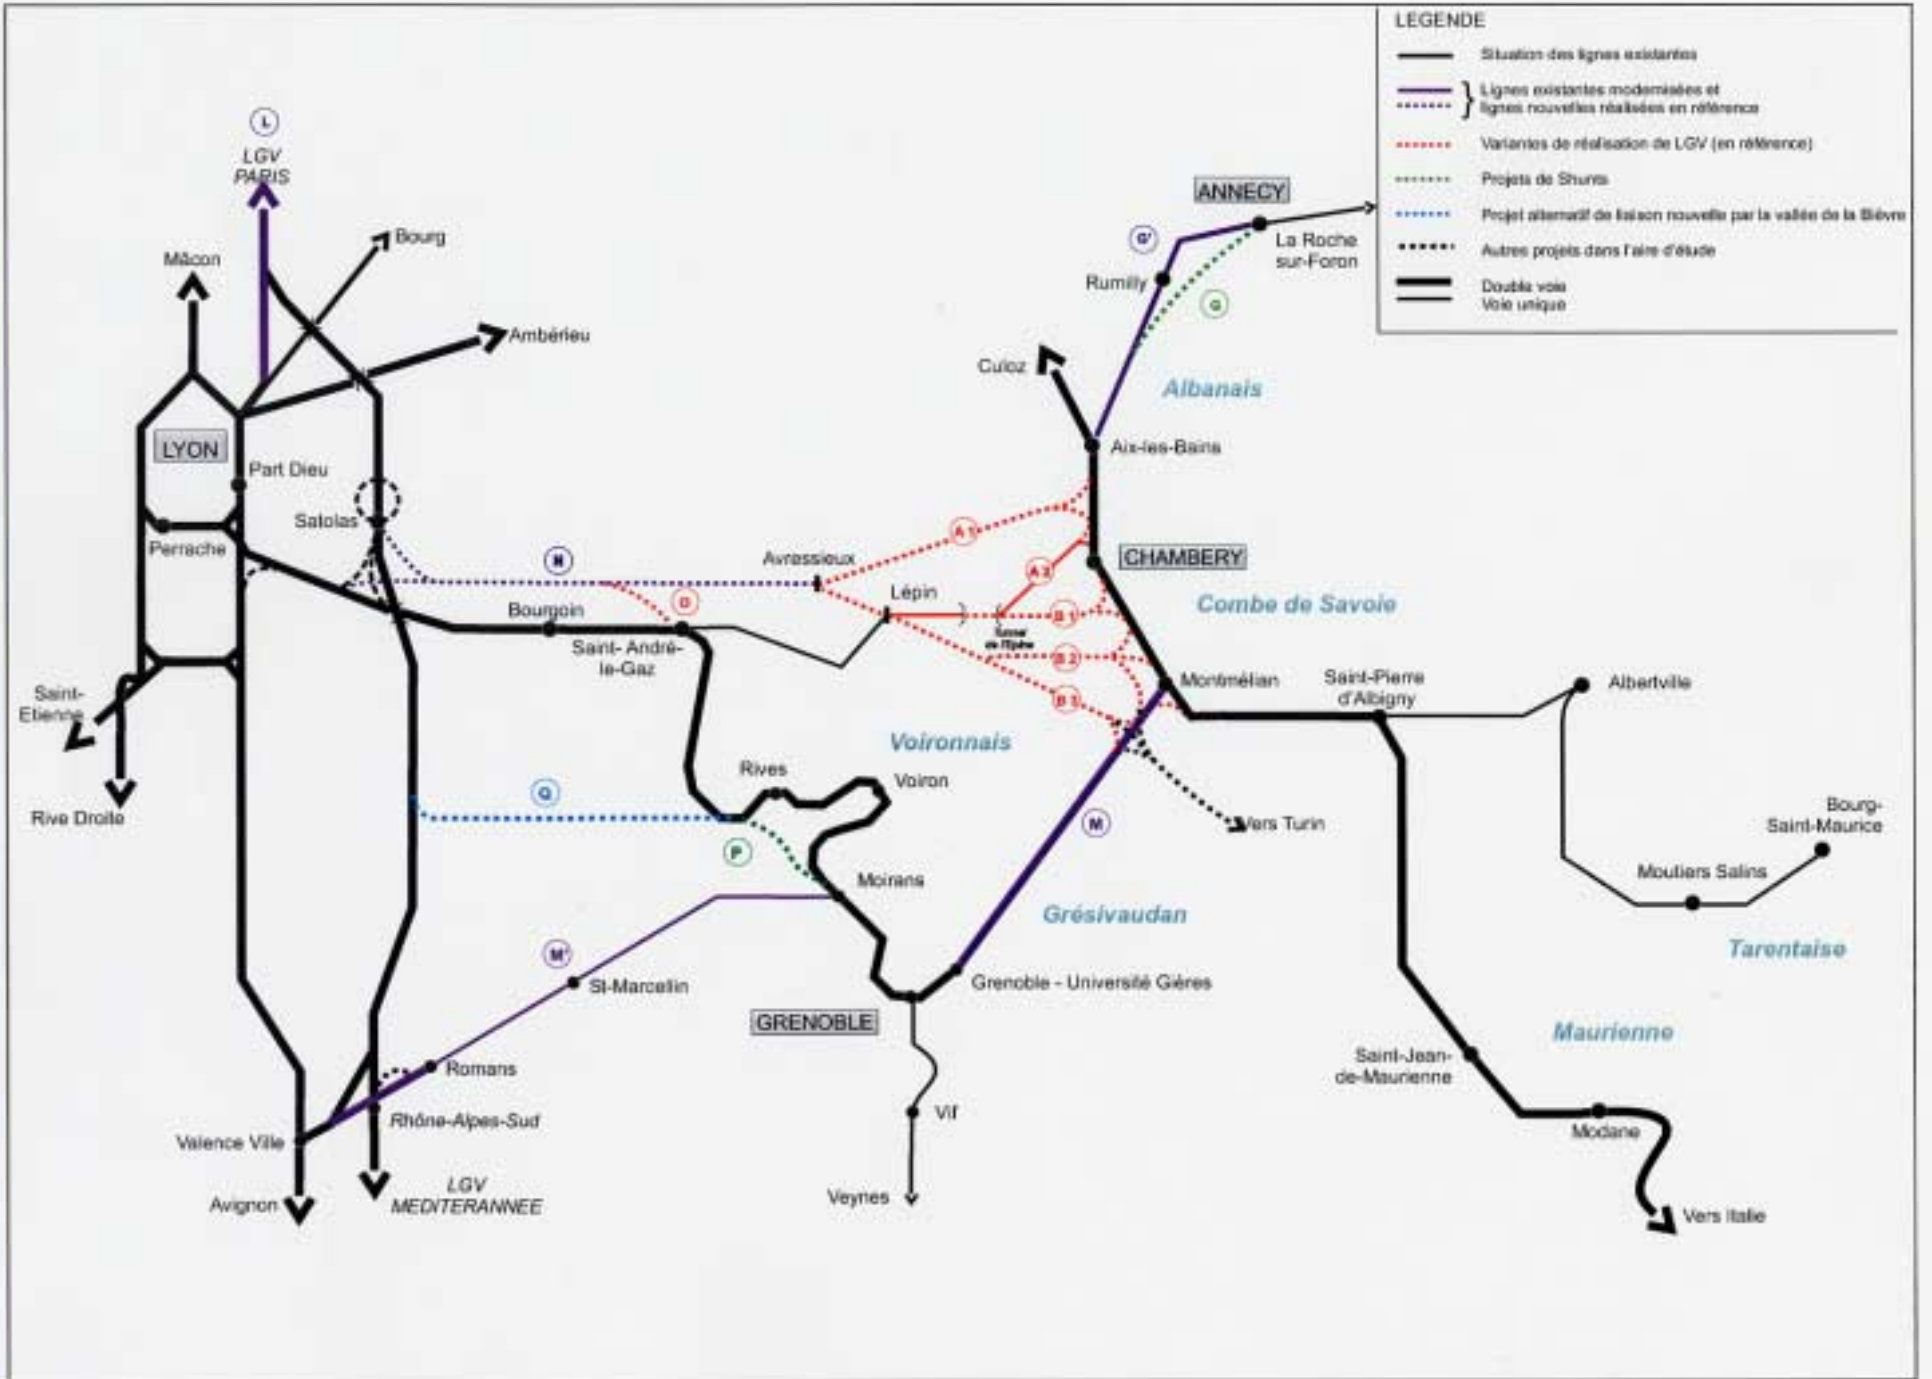 LEGENDE
Situation des lignes existantes
Lignes existantes modernisées et
lignes nouvelles réalisées en référence
Variantes de réalisation de LGV (en référence)
Projets de Shunts
Projet alternatif de liaison nouvelle par la vallée de la Bièvre
Autres projets dans l'aire d'étude
Double voie
Voie unique
L
LGV
PARIS
Bourg
Mâcon
Ambérieu
LYON
Part Dieu
Satolas
Perrache
Saint-
Etienne
Rive Droite
ANNECY
G'
La Roche
sur-Foron
Rumilly
G
Culoz
Albanais
Aix-les-Bains
A 1
N
Avressieux
CHAMBERY
A 2
Lépin
Combe de Savoie
Bourgoin
D
B 1
Tunnel
de l'Epine
Saint- André-
le-Gaz
B 2
Montmélian
Saint-Pierre
d'Albigny
Albertville
B 3
Voironnais
Rives
Voiron
Q
M
Vers Turin
Bourg-
Saint-Maurice
P
Moirans
Moutiers Salins
Grésivaudan
Tarentaise
M'
St-Marcellin
Grenoble - Université Gières
GRENOBLE
Maurienne
Romans
Saint-Jean-
de-Maurienne
Rhône-Alpes-Sud
Vif
Valence Ville
Modane
Avignon
LGV
MEDITERANNEE
Veynes
Vers Italie